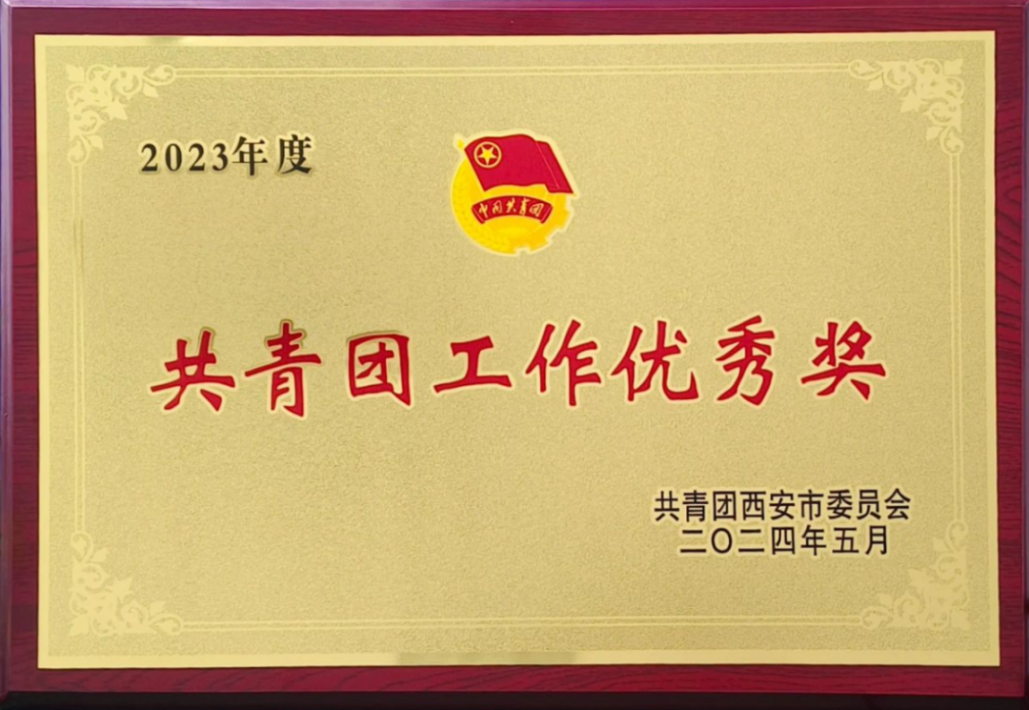 2023年度
中国共青团
共青团工作优秀奖
共青团西安市委员会
二〇二四年五月